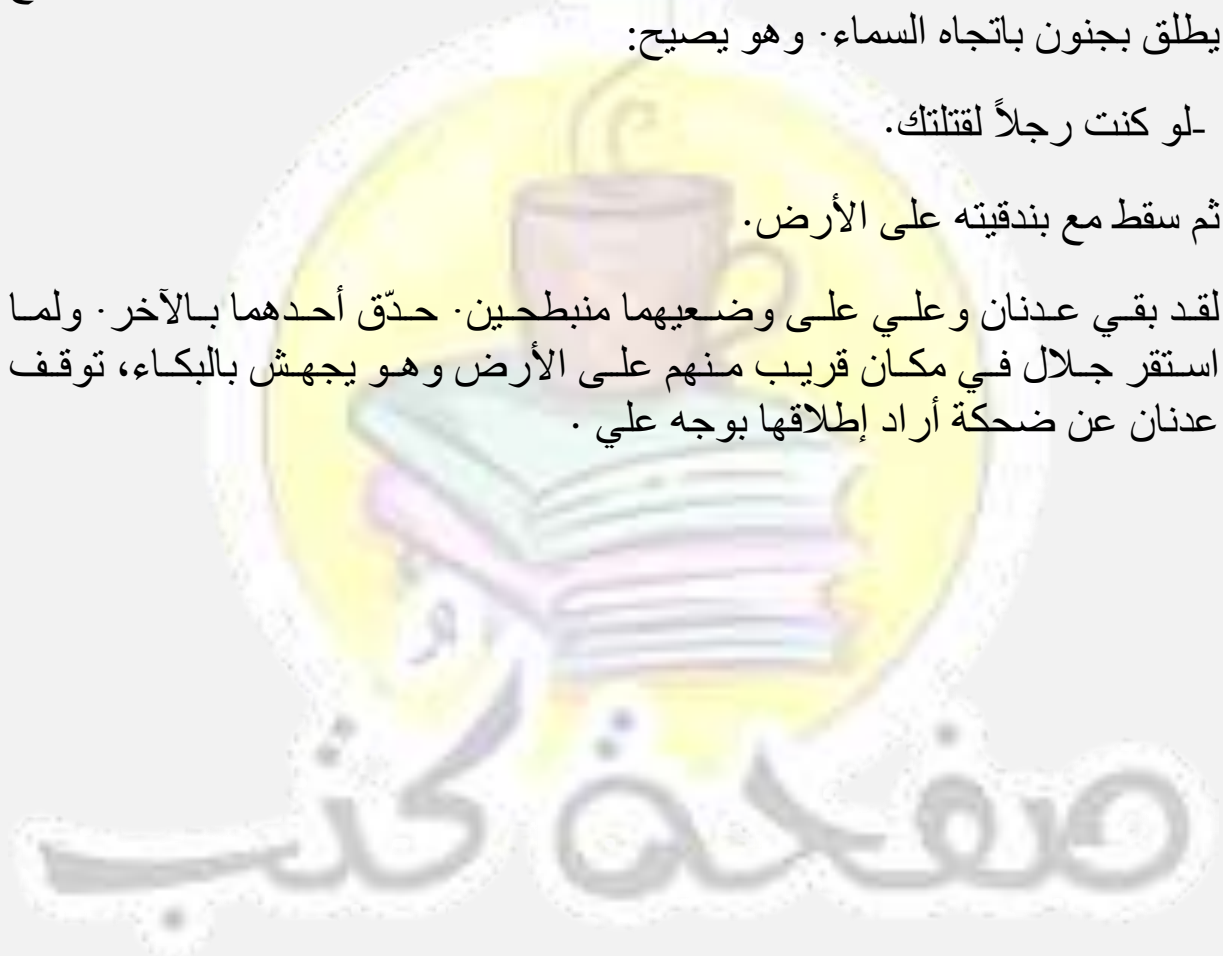 يطلق بجنون باتجاه السماء. وهو يصيح:
-لو كنت رجلاً لقتلتك.
ثم سقط مع بندقيته على الأرض.
لقد بقي عدنان وعلي على وضعيهما منبطحين. حدّق أحدهما بالآخر. ولما
استقر جلال في مكان قريب منهم على الأرض وهو يجهش بالبكاء، توقف
عدنان عن ضحكة أراد إطلاقها بوجه علي .
صفحة كتب